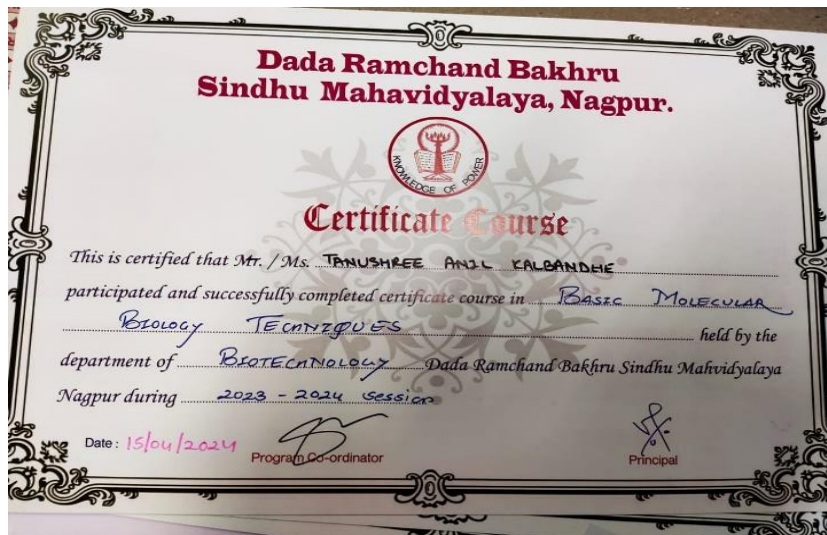 Dada Ramchand Bakhru
Sindhu Mahavidyalaya, Nagpur.
KNOWLEDGE OF POWER
Certificate Course
This is certified that Mr. / Ms. TANUSHREE ANIL KALBANDHE
participated and successfully completed certificate course in BASIC MOLECULAR
BIOLOGY TECHNIQUES held by the
department of BIOTECHNOLOGY Dada Ramchand Bakhru Sindhu Mahvidyalaya
Nagpur during 2023 - 2024 session
Date : 15/04/2024
Program Co-ordinator
Principal